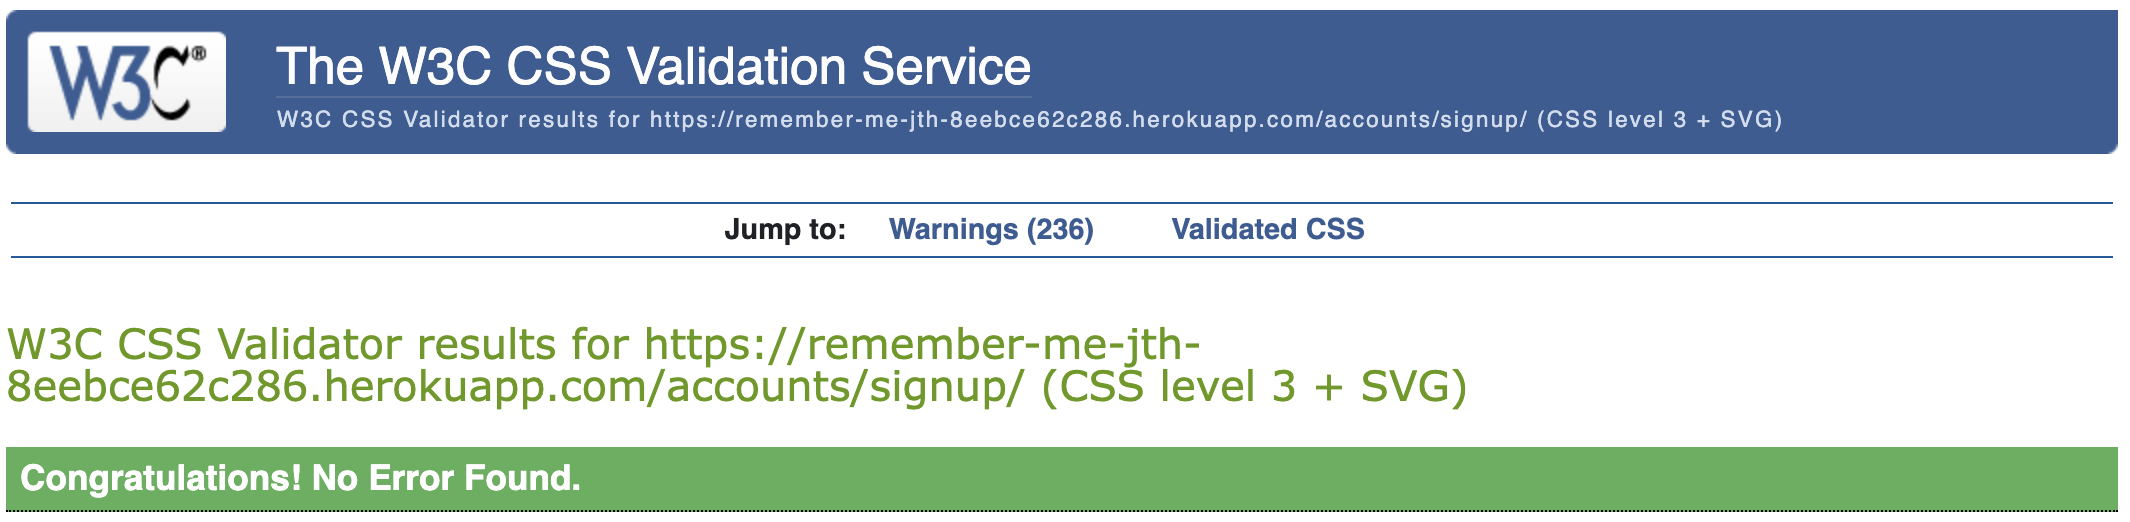 W3C®
The W3C CSS Validation Service
W3C CSS Validator results for https://remember-me-jth-8eebce62c286.herokuapp.com/accounts/signup/ (CSS level 3 + SVG)
Jump to: Warnings (236) Validated CSS
W3C CSS Validator results for https://remember-me-jth-
8eebce62c286.herokuapp.com/accounts/signup/ (CSS level 3 + SVG)
Congratulations! No Error Found.